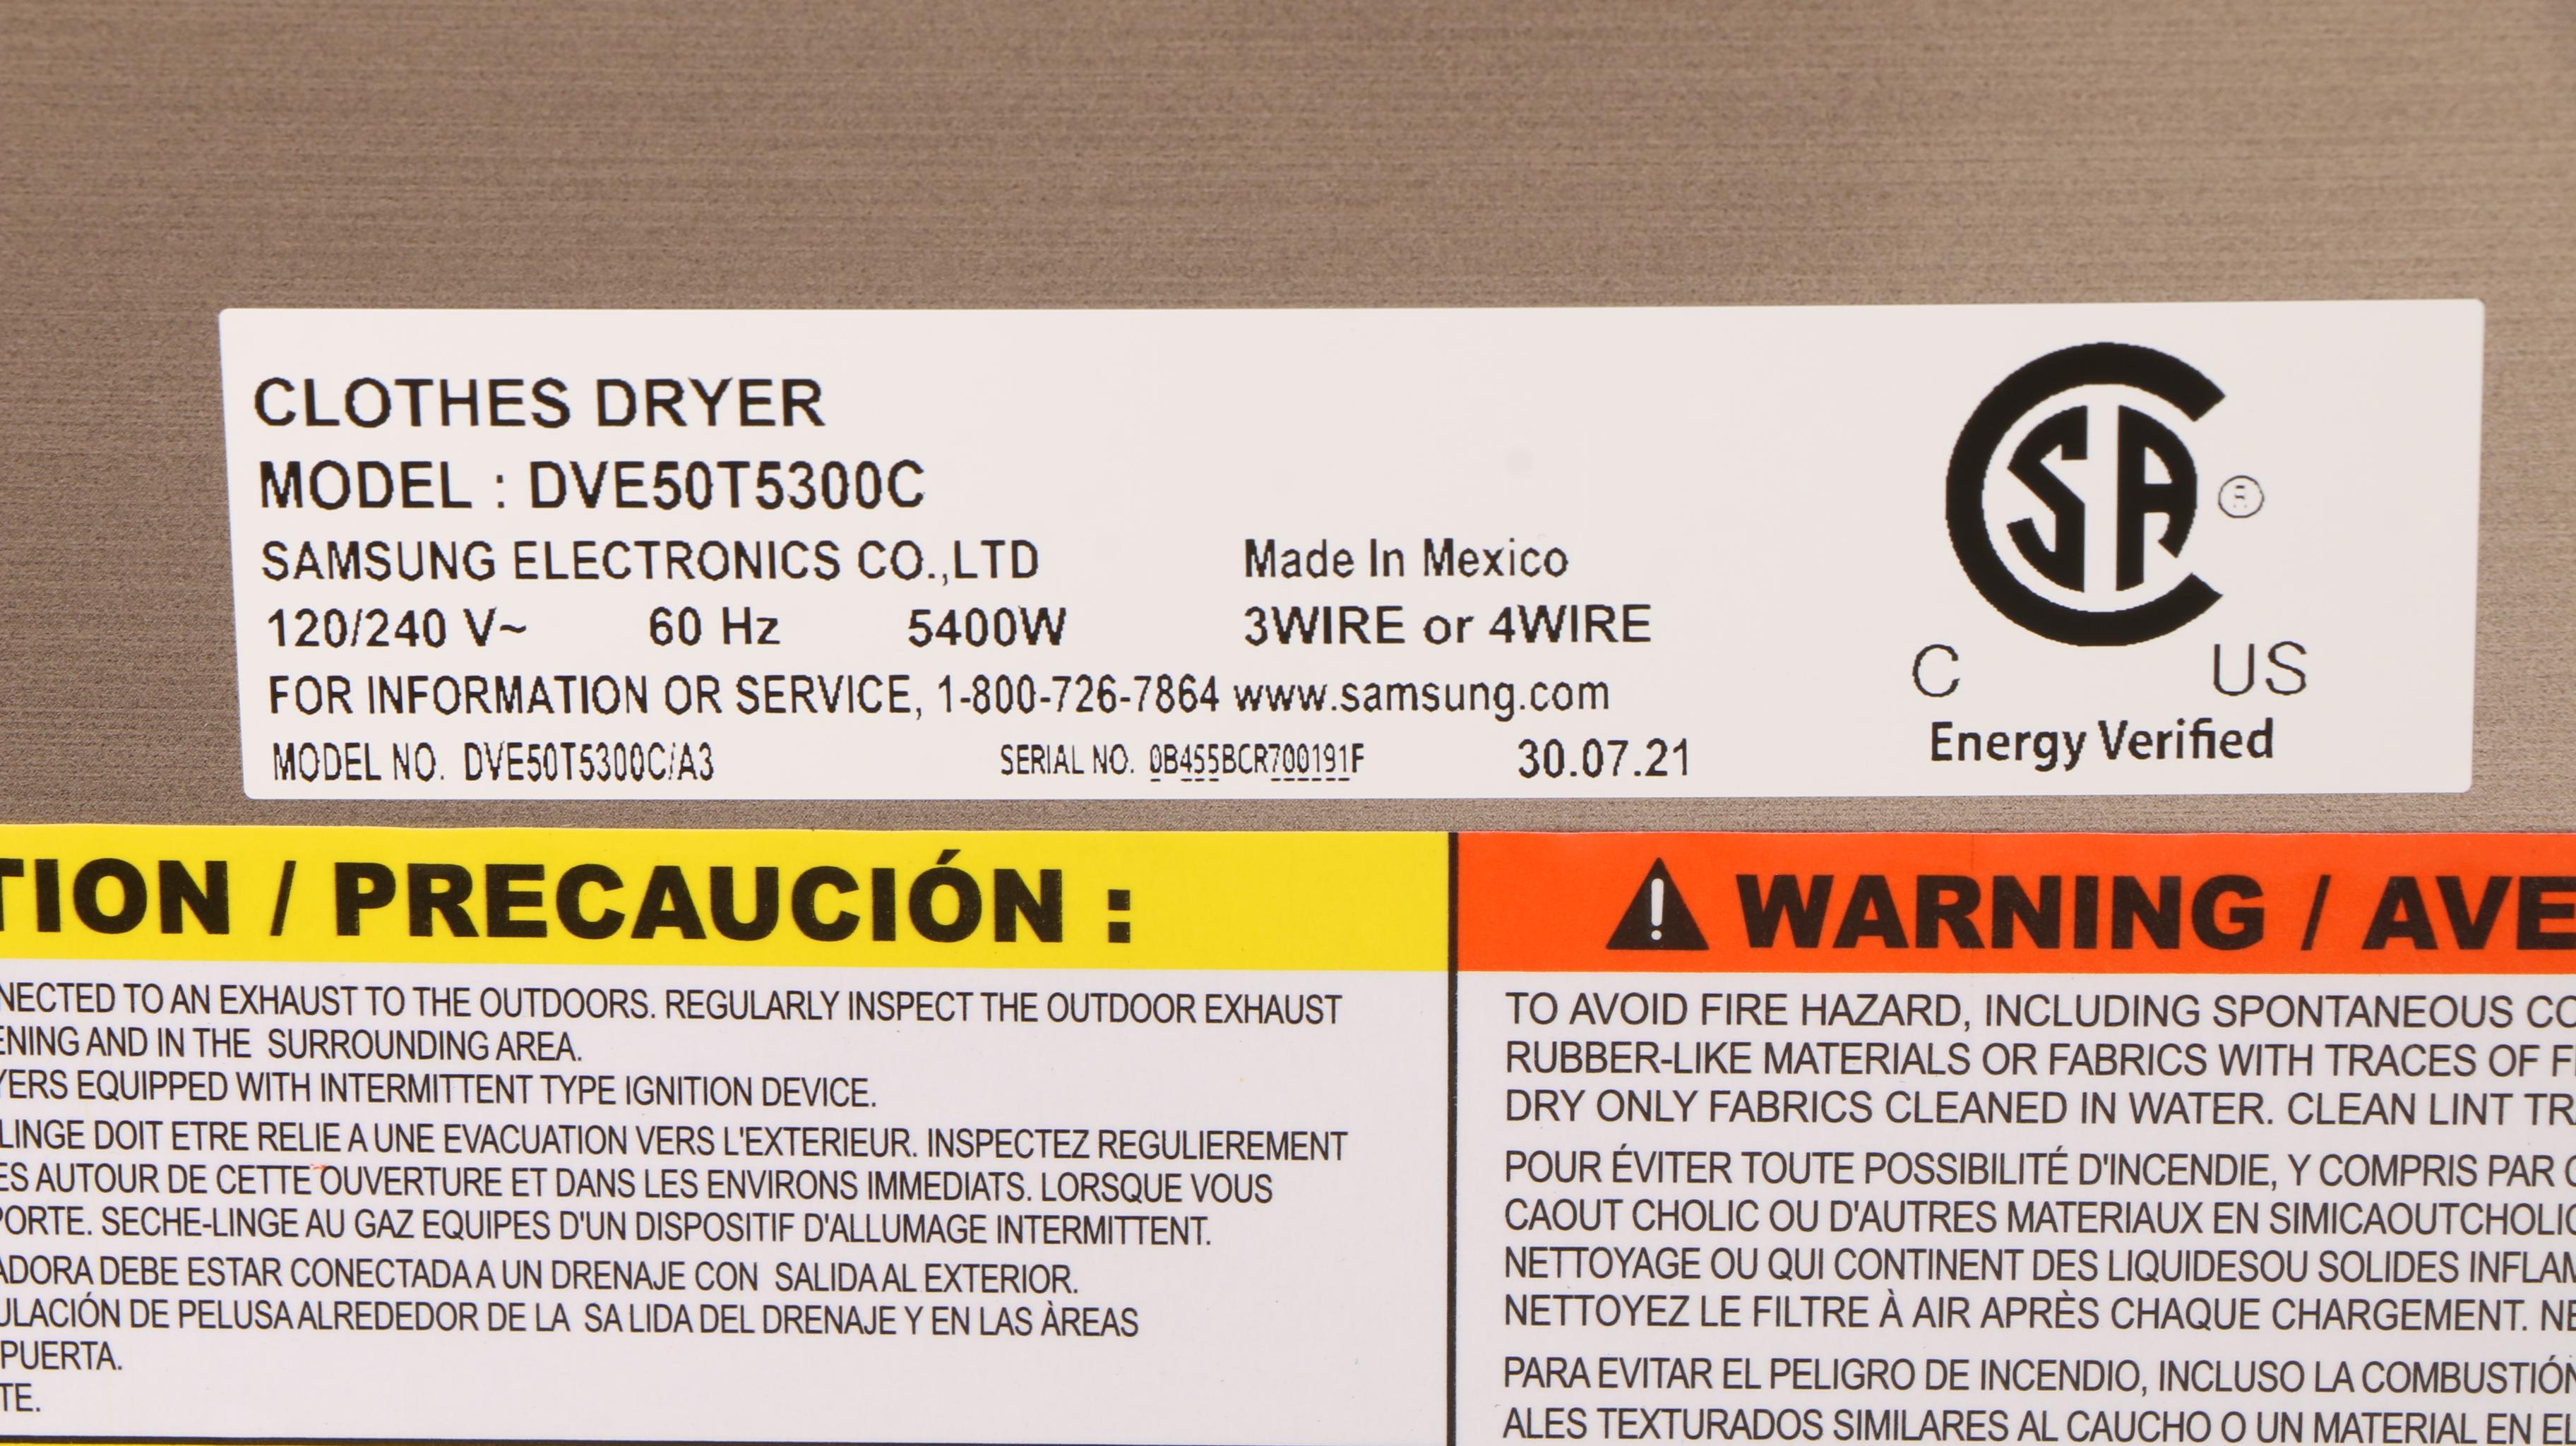 CLOTHES DRYER
MODEL : DVE50T5300C
SAMSUNG ELECTRONICS CO.,LTD Made In Mexico
120/240 V~ 60 Hz 5400W 3WIRE or 4WIRE
FOR INFORMATION OR SERVICE, 1-800-726-7864 www.samsung.com
MODEL NO. DVE50T5300C/A3 SERIAL NO. 0B455BCR700191F 30.07.21
CSA ®
C US
Energy Verified
TION / PRECAUCIÓN :
NECTED TO AN EXHAUST TO THE OUTDOORS. REGULARLY INSPECT THE OUTDOOR EXHAUST
ENING AND IN THE SURROUNDING AREA.
YERS EQUIPPED WITH INTERMITTENT TYPE IGNITION DEVICE.
LINGE DOIT ETRE RELIE A UNE EVACUATION VERS L'EXTERIEUR. INSPECTEZ REGULIEREMENT
ES AUTOUR DE CETTE OUVERTURE ET DANS LES ENVIRONS IMMEDIATS. LORSQUE VOUS
PORTE. SECHE-LINGE AU GAZ EQUIPES D'UN DISPOSITIF D'ALLUMAGE INTERMITTENT.
ADORA DEBE ESTAR CONECTADA A UN DRENAJE CON SALIDA AL EXTERIOR.
ULACIÓN DE PELUSA ALREDEDOR DE LA SA LIDA DEL DRENAJE Y EN LAS ÀREAS
PUERTA.
TE.
WARNING / AVE
TO AVOID FIRE HAZARD, INCLUDING SPONTANEOUS CO
RUBBER-LIKE MATERIALS OR FABRICS WITH TRACES OF F
DRY ONLY FABRICS CLEANED IN WATER. CLEAN LINT TR
POUR ÉVITER TOUTE POSSIBILITÉ D'INCENDIE, Y COMPRIS PAR C
CAOUT CHOLIC OU D'AUTRES MATERIAUX EN SIMICAOUTCHOLIC
NETTOYAGE OU QUI CONTINENT DES LIQUIDESOU SOLIDES INFLAM
NETTOYEZ LE FILTRE À AIR APRÈS CHAQUE CHARGEMENT. NE
PARA EVITAR EL PELIGRO DE INCENDIO, INCLUSO LA COMBUSTIÓN
ALES TEXTURADOS SIMILARES AL CAUCHO O UN MATERIAL EN EL